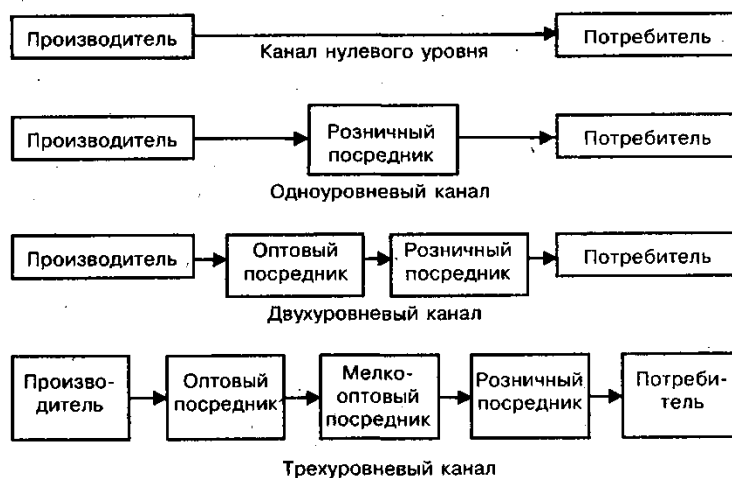 Производитель
Канал нулевого уровня
Потребитель
Производитель
Розничный
посредник
Потребитель
Одноуровневый канал
Производитель
Оптовый
посредник
Розничный
посредник
Потребитель
Двухуровневый канал
Произво-
дитель
Оптовый
посредник
Мелко-
оптовый
посредник
Розничный
посредник
Потреби-
тель
Трехуровневый канал